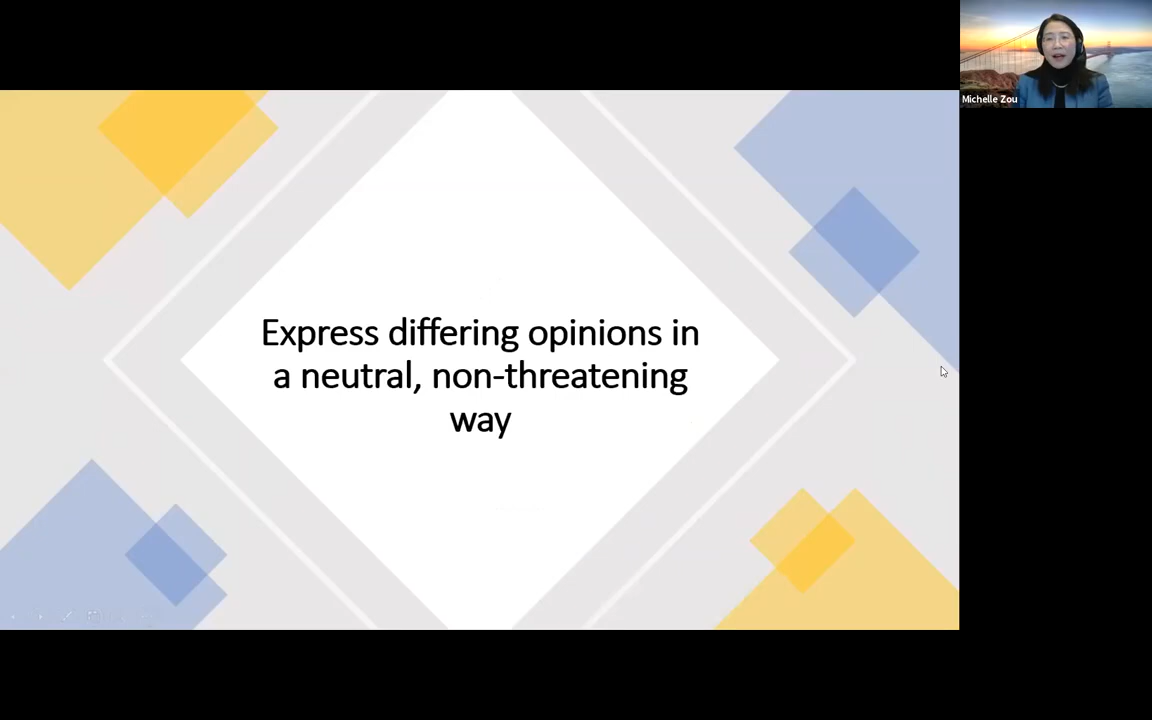 Michelle Zou
Express differing opinions in
a neutral, non-threatening
way